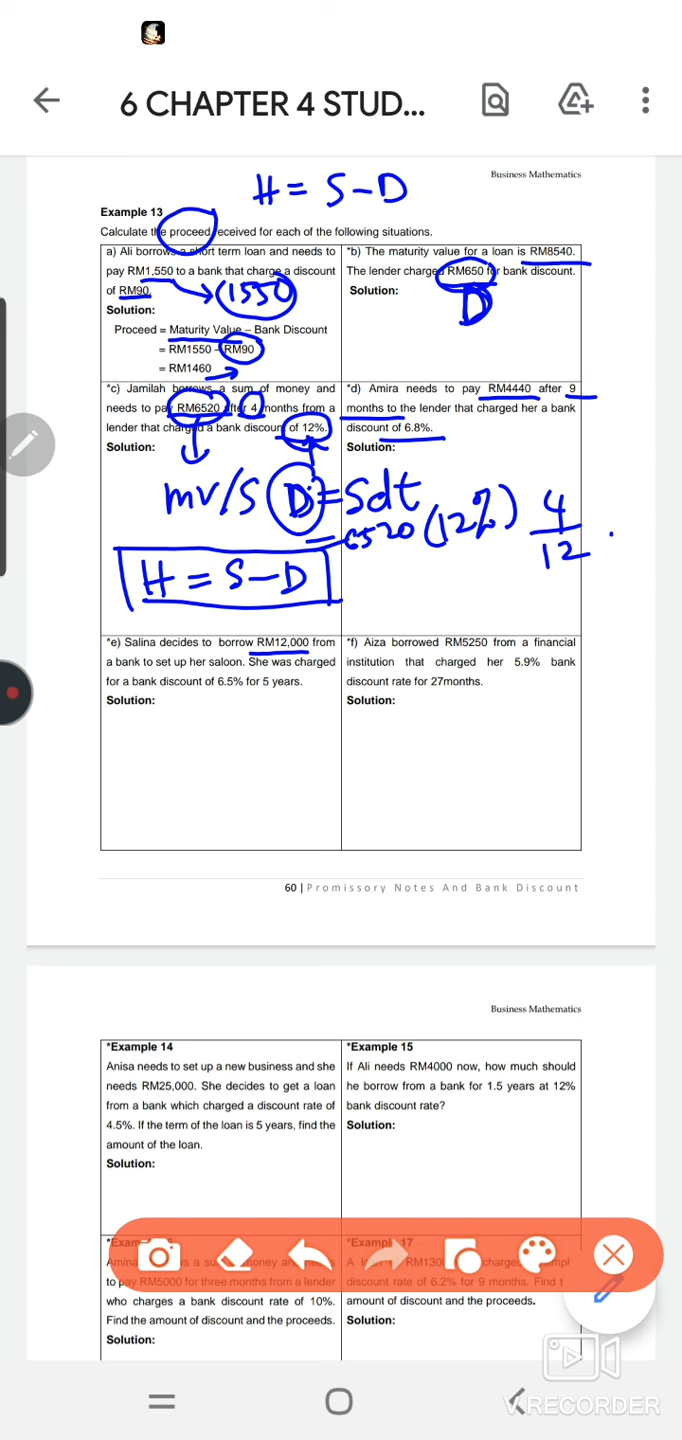 6 CHAPTER 4 STUD...
Business Mathematics
H = S - D
Example 13
Calculate the proceed received for each of the following situations.
a) Ali borrows a short term loan and needs to
pay RM1,550 to a bank that charge a discount
of RM90.
(1550)
Solution:
Proceed = Maturity Value – Bank Discount
= RM1550 – RM90
= RM1460
*b) The maturity value for a loan is RM8540.
The lender charged RM650 for bank discount.
D
Solution:
*c) Jamilah borrows a sum of money and
needs to pay RM6520 after 4 months from a
lender that charged a bank discount of 12%.
Solution:
mv/S D = Sdt
= 6520 (12%) 4/12 .
H = S - D
*d) Amira needs to pay RM4440 after 9
months to the lender that charged her a bank
discount of 6.8%.
Solution:
*e) Salina decides to borrow RM12,000 from
a bank to set up her saloon. She was charged
for a bank discount of 6.5% for 5 years.
Solution:
*f) Aiza borrowed RM5250 from a financial
institution that charged her 5.9% bank
discount rate for 27months.
Solution:
60 | Promissory Notes And Bank Discount
Business Mathematics
*Example 14
Anisa needs to set up a new business and she
needs RM25,000. She decides to get a loan
from a bank which charged a discount rate of
4.5%. If the term of the loan is 5 years, find the
amount of the loan.
Solution:
*Example 15
If Ali needs RM4000 now, how much should
he borrow from a bank for 1.5 years at 12%
bank discount rate?
Solution:
to pay RM5000 for three months from a lender
who charges a bank discount rate of 10%.
Find the amount of discount and the proceeds.
Solution:
17
discount rate of 6.2% for 9 months. Find
amount of discount and the proceeds.
Solution:
V RECORDER